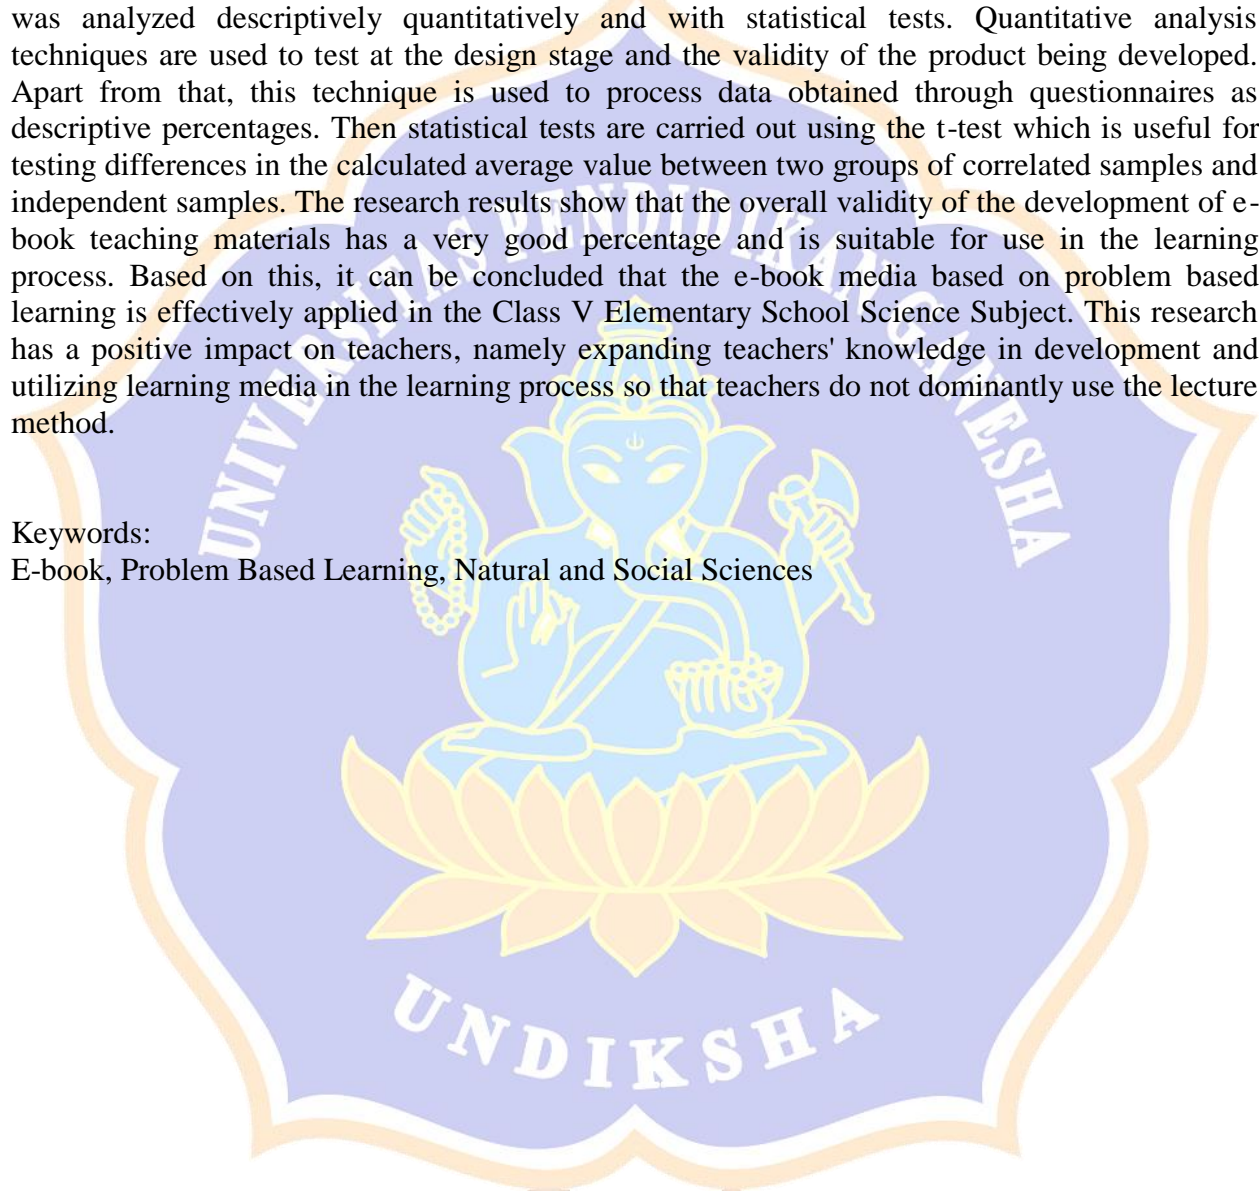 was analyzed descriptively quantitatively and with statistical tests. Quantitative analysis
techniques are used to test at the design stage and the validity of the product being developed.
Apart from that, this technique is used to process data obtained through questionnaires as
descriptive percentages. Then statistical tests are carried out using the t-test which is useful for
testing differences in the calculated average value between two groups of correlated samples and
independent samples. The research results show that the overall validity of the development of e-
book teaching materials has a very good percentage and is suitable for use in the learning
process. Based on this, it can be concluded that the e-book media based on problem based
learning is effectively applied in the Class V Elementary School Science Subject. This research
has a positive impact on teachers, namely expanding teachers' knowledge in development and
utilizing learning media in the learning process so that teachers do not dominantly use the lecture
method.
Keywords:
E-book, Problem Based Learning, Natural and Social Sciences
UNIVERSITAS PENDIDIKAN GANESHA
UNDIKSHA